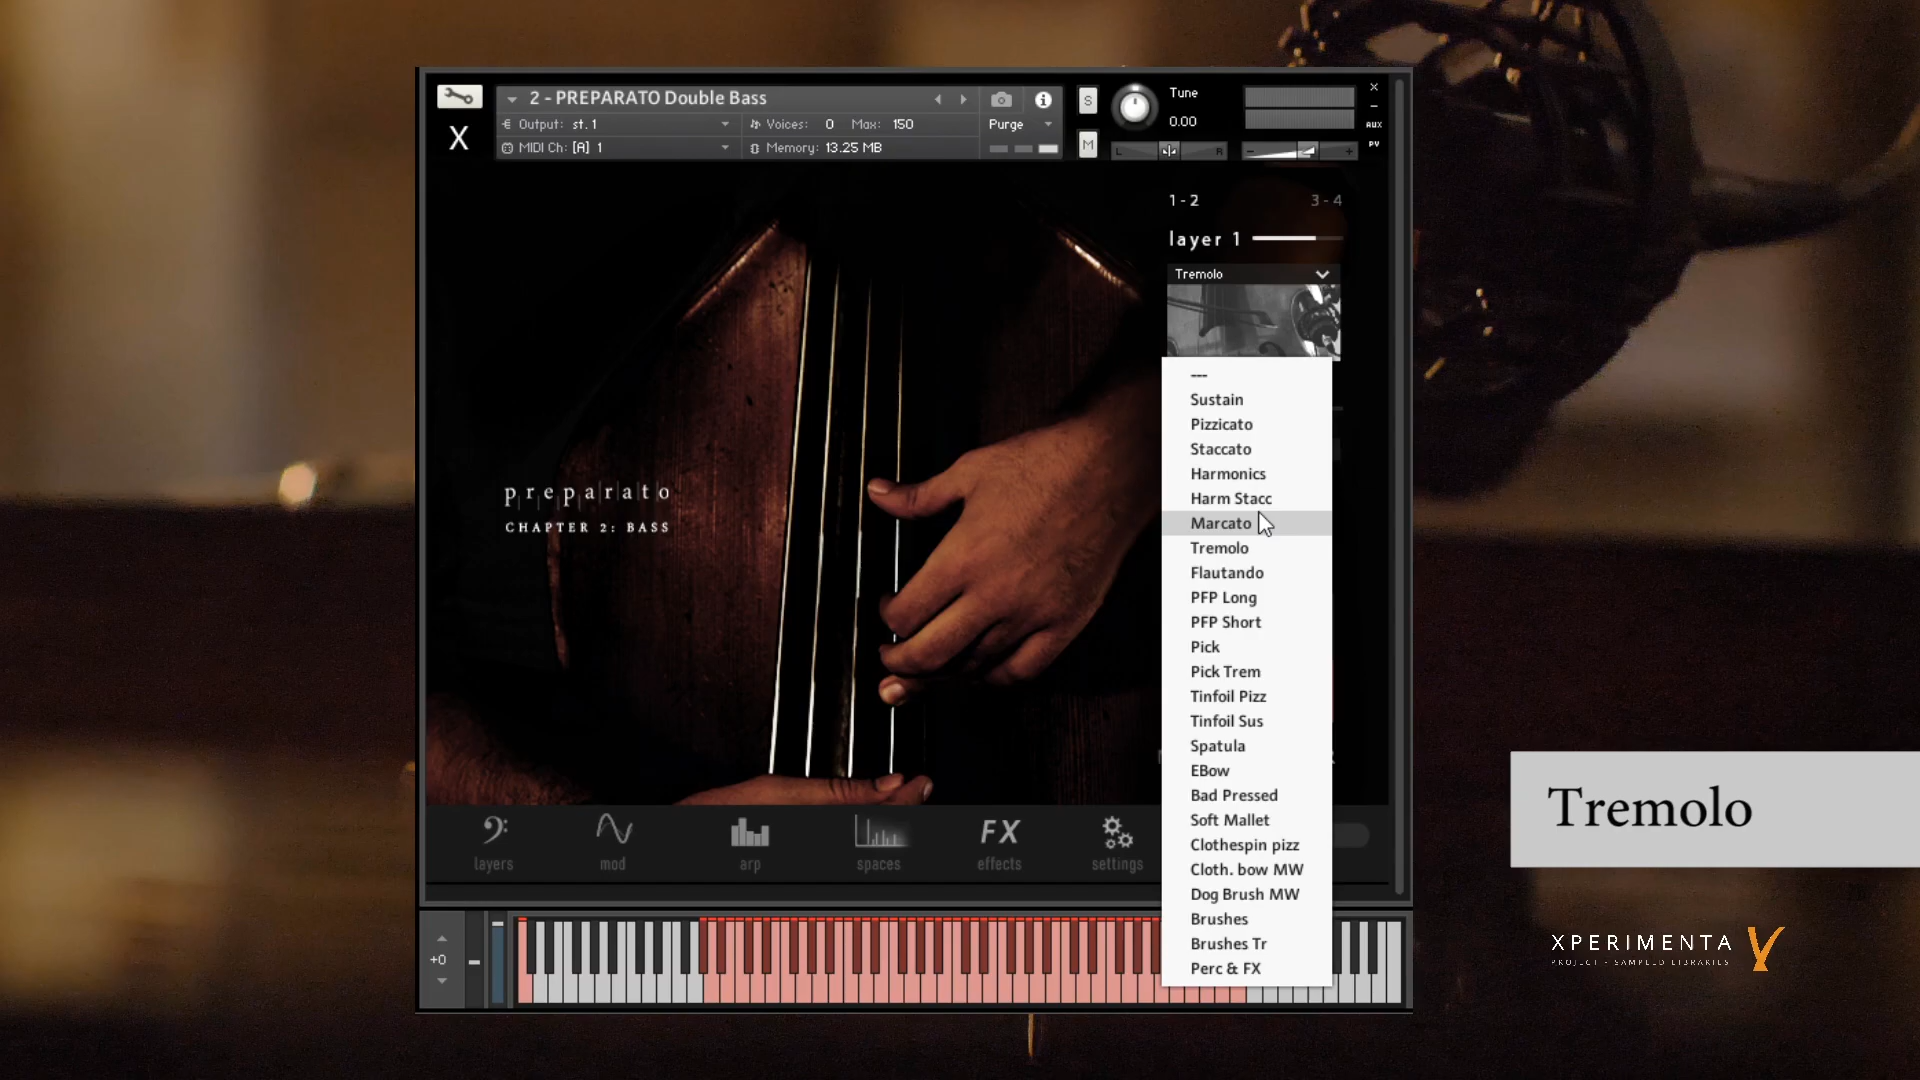 2 - PREPARATO Double Bass
Output: st. 1
Voices: 0 Max: 150
Purge
MIDI Ch: [A] 1
Memory: 13.25 MB
S
M
Tune
0.00
L R
- +
x
AUX
PV
X
1 - 2 3 - 4
layer 1
Tremolo
---
Sustain
Pizzicato
Staccato
Harmonics
Harm Stacc
Marcato
Tremolo
Flautando
PFP Long
PFP Short
Pick
Pick Trem
Tinfoil Pizz
Tinfoil Sus
Spatula
EBow
Bad Pressed
Soft Mallet
Clothespin pizz
Cloth. bow MW
Dog Brush MW
Brushes
Brushes Tr
Perc & FX
preparato
CHAPTER 2: BASS
layers
mod
arp
spaces
FX
effects
settings
+0
Tremolo
XPERIMENTA
PROJECT - SAMPLED LIBRARIES